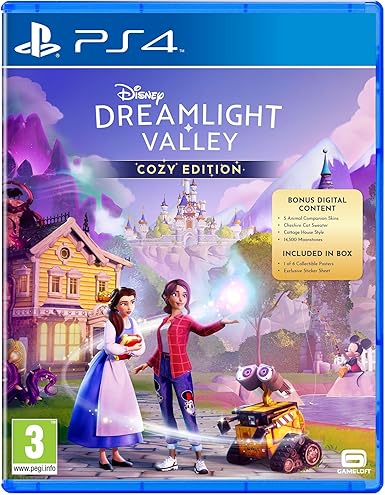 PS4
Disney
DREAMLIGHT
VALLEY
COZY EDITION
BONUS DIGITAL
CONTENT
5 Animal Companion Skins
Cheshire Cat Sweater
Cottage House Style
14,500 Moonstones
INCLUDED IN BOX
1 of 6 Collectible Posters
Exclusive Sticker Sheet
3
www.pegi.info
GAMELOFT